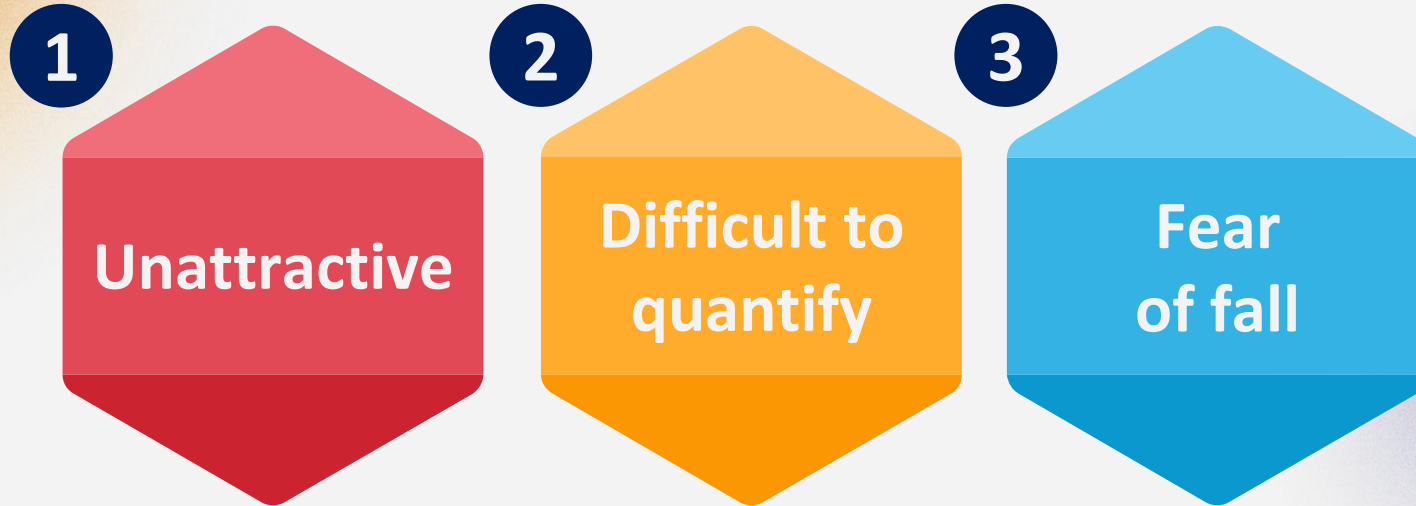 1
Unattractive
2
Difficult to
quantify
3
Fear
of fall